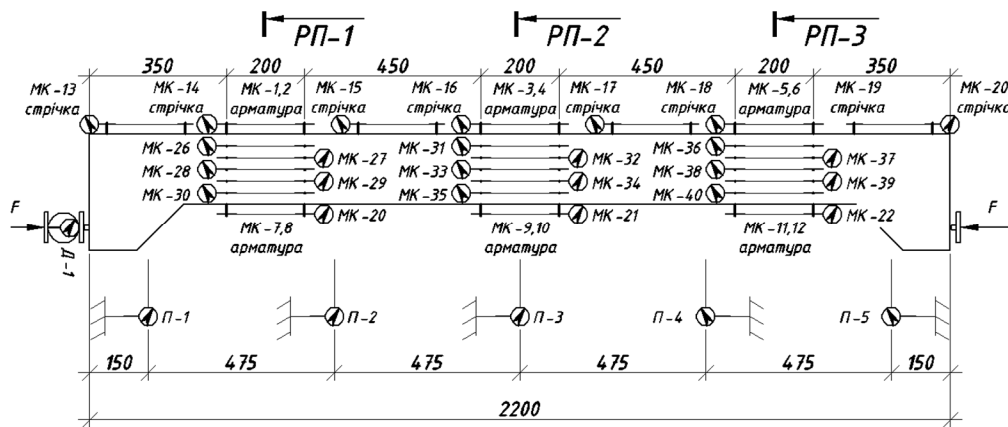 РП-1 РП-2 РП-3
350 200 450 200 450 200 350
МК-13 МК-14 МК-1,2 МК-15 МК-16 МК-3,4 МК-17 МК-18 МК-5,6 МК-19 МК-20
стрічка стрічка арматура стрічка стрічка арматура стрічка стрічка арматура стрічка стрічка
МК-26 МК-31 МК-36
МК-27 МК-32 МК-37
МК-28 МК-33 МК-38
МК-29 МК-34 МК-39
МК-30 МК-35 МК-40
F МК-20 МК-21 МК-22 F
МК-7,8 МК-9,10 МК-11,12
арматура арматура арматура
Д-1
П-1 П-2 П-3 П-4 П-5
150 475 475 475 475 150
2200